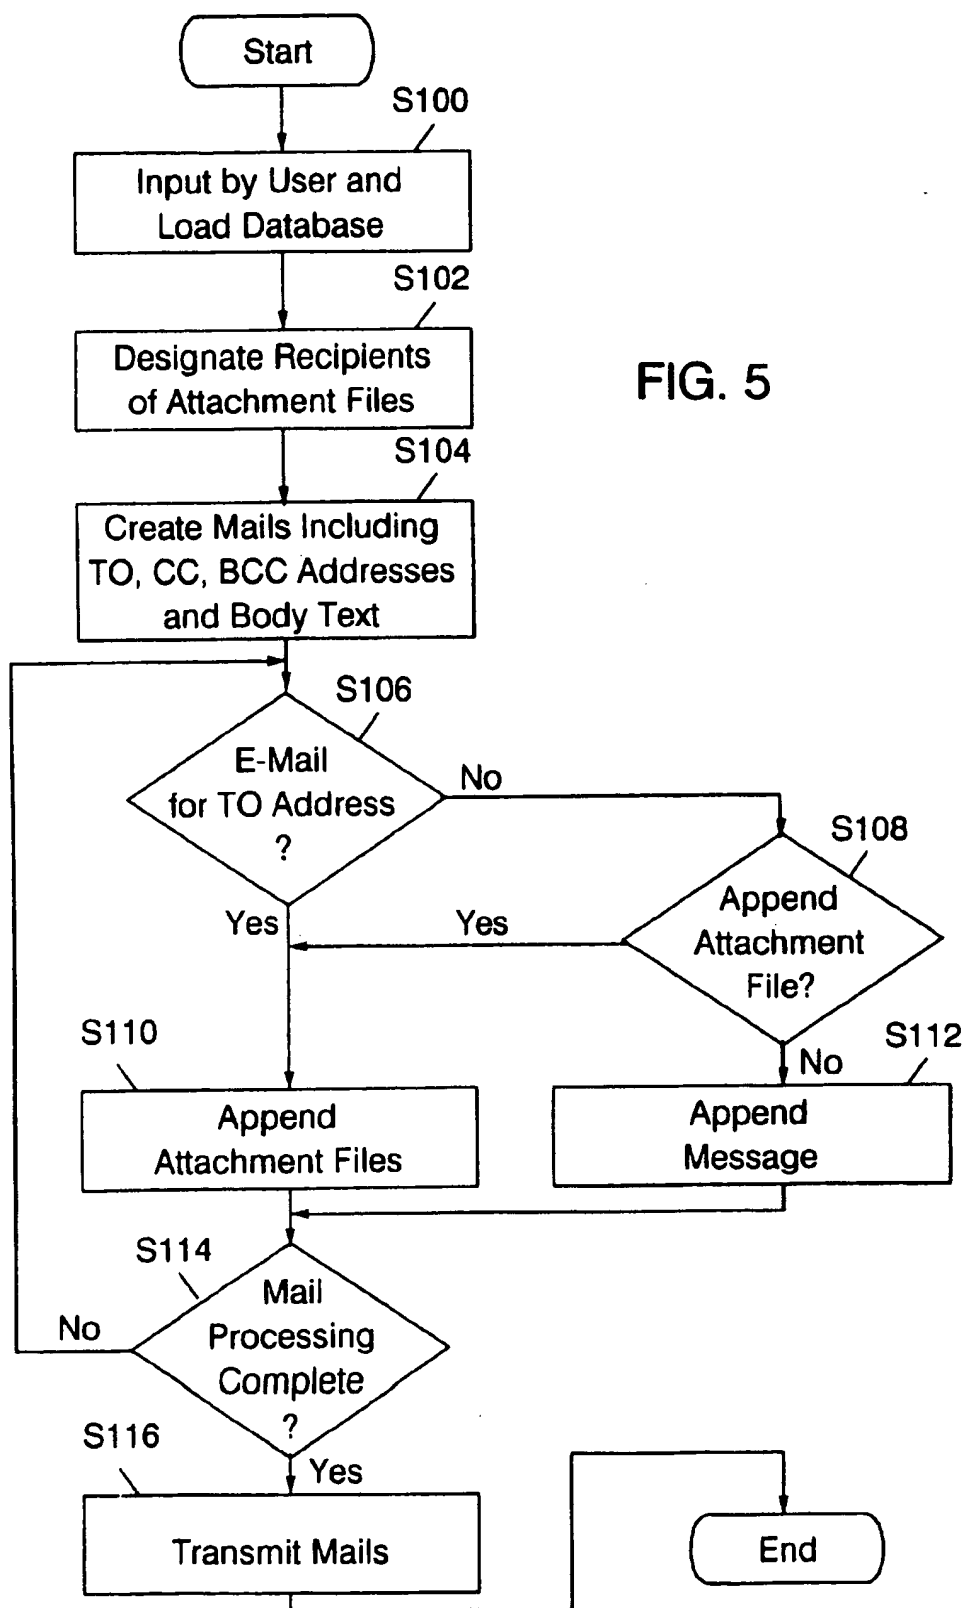 Start
S100
Input by User and
Load Database
S102
Designate Recipients
of Attachment Files
FIG. 5
S104
Create Mails Including
TO, CC, BCC Addresses
and Body Text
S106
E-Mail
for TO Address
?
No
S108
Append
Attachment
File?
Yes
Yes
S110
Append
Attachment Files
No
S112
Append
Message
S114
Mail
Processing
Complete
?
No
Yes
S116
Transmit Mails
End